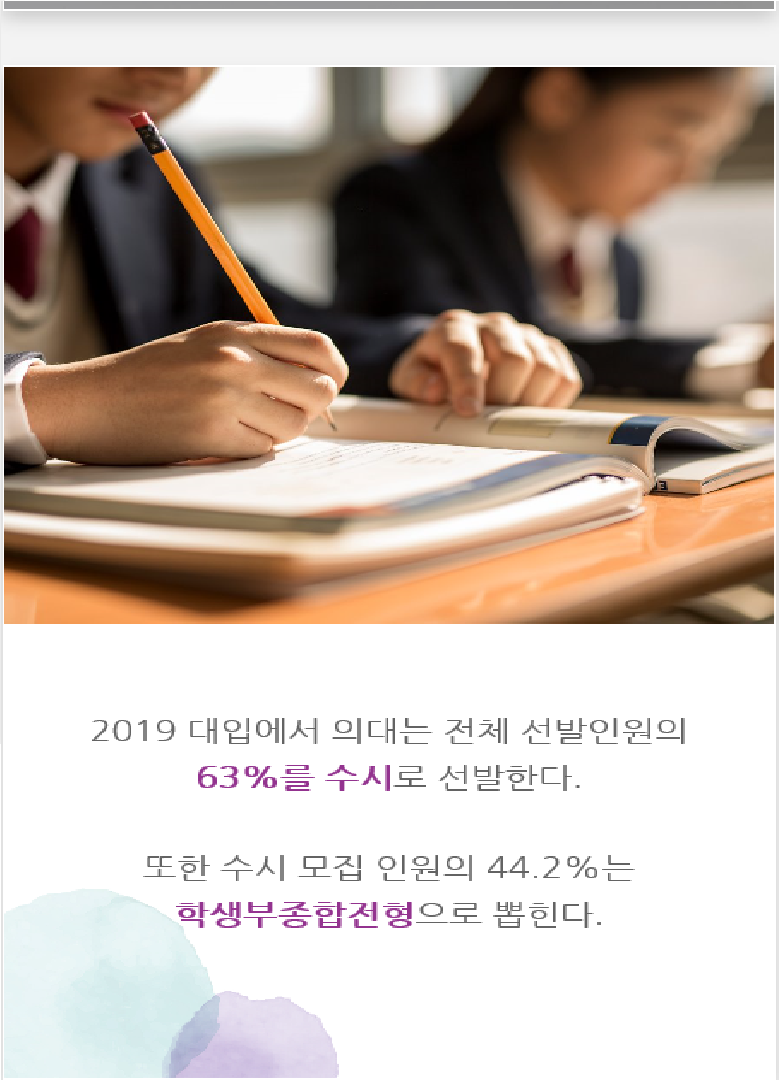 2019 대입에서 의대는 전체 선발인원의
63%를 수시로 선발한다.
또한 수시 모집 인원의 44.2%는
학생부종합전형으로 뽑힌다.